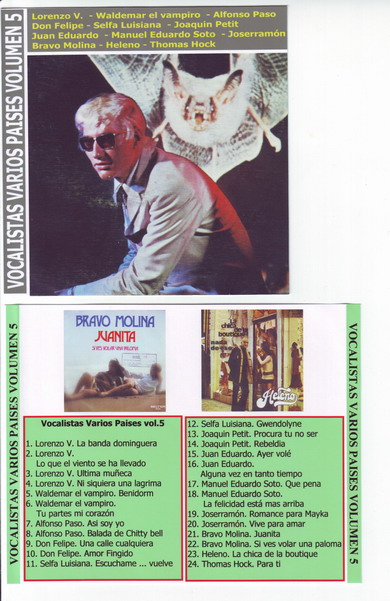 VOCALISTAS VARIOS PAISES VOLUMEN 5
Lorenzo V. - Waldemar el vampiro - Alfonso Paso
Don Felipe - Selfa Luisiana - Joaquin Petit
Juan Eduardo - Manuel Eduardo Soto - Joserramón
Bravo Molina - Heleno - Thomas Hock
VOCALISTAS VARIOS PAISES VOLUMEN 5
BRAVO MOLINA
JUANITA
SI VES VOLAR UNA PALOMA
la chica de la
boutique
Heleno
Vocalistas Varios Paises vol.5
1. Lorenzo V. La banda dominguera
2. Lorenzo V.
Lo que el viento se ha llevado
3. Lorenzo V. Ultima muñeca
4. Lorenzo V. Ni siquiera una lagrima
5. Waldemar el vampiro. Benidorm
6. Waldemar el vampiro.
Tu partes mi corazón
7. Alfonso Paso. Asi soy yo
8. Alfonso Paso. Balada de Chitty bell
9. Don Felipe. Una calle cualquiera
10. Don Felipe. Amor Fingido
11. Selfa Luisiana. Escuchame ... vuelve
12. Selfa Luisiana. Gwendolyne
13. Joaquin Petit. Procura tu no ser
14. Joaquin Petit. Rebeldia
15. Juan Eduardo. Ayer volé
16. Juan Eduardo.
Alguna vez en tanto tiempo
17. Manuel Eduardo Soto. Que pena
18. Manuel Eduardo Soto.
La felicidad está mas arriba
19. Joserramón. Romance para Mayka
20. Joserramón. Vive para amar
21. Bravo Molina. Juanita
22. Bravo Molina. Si ves volar una paloma
23. Heleno. La chica de la boutique
24. Thomas Hock. Para ti
VOCALISTAS VARIOS PAISES VOLUMEN 5